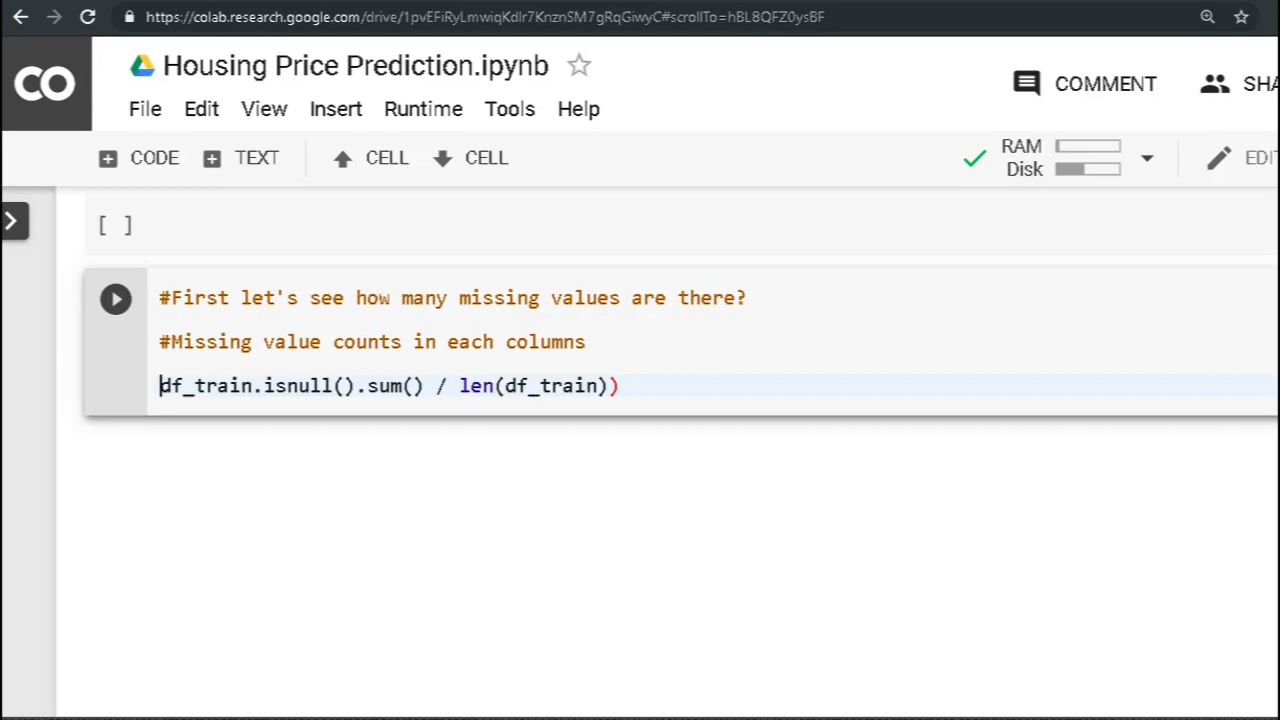 https://colab.research.google.com/drive/1pvEFiRyLmwiqKdlr7KnznSM7gRqGiwyC#scrollTo=hBL8QFZ0ysBF
CO
Housing Price Prediction.ipynb
COMMENT
SHA
File Edit View Insert Runtime Tools Help
CODE TEXT CELL CELL
RAM
Disk
EDI
[ ]
#First let's see how many missing values are there?
#Missing value counts in each columns
df_train.isnull().sum() / len(df_train))